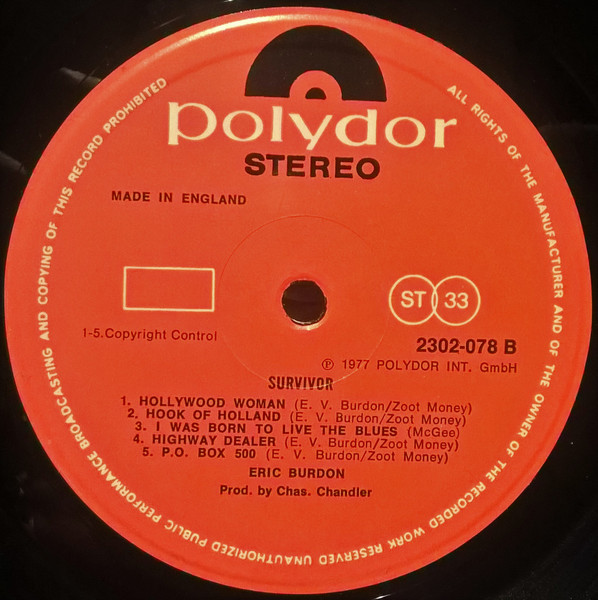 polydor
STEREO
MADE IN ENGLAND
ST 33
1-5.Copyright Control
2302-078 B
℗ 1977 POLYDOR INT. GmbH
SURVIVOR
1. HOLLYWOOD WOMAN (E. V. Burdon/Zoot Money)
2. HOOK OF HOLLAND (E. V. Burdon/Zoot Money)
3. I WAS BORN TO LIVE THE BLUES (McGee)
4. HIGHWAY DEALER (E. V. Burdon/Zoot Money)
5. P.O. BOX 500 (E. V. Burdon/Zoot Money)
ERIC BURDON
Prod. by Chas. Chandler
ALL RIGHTS OF THE MANUFACTURER AND OF THE OWNER OF THE RECORDED WORK RESERVED UNAUTHORIZED PUBLIC PERFORMANCE BROADCASTING AND COPYING OF THIS RECORD PROHIBITED